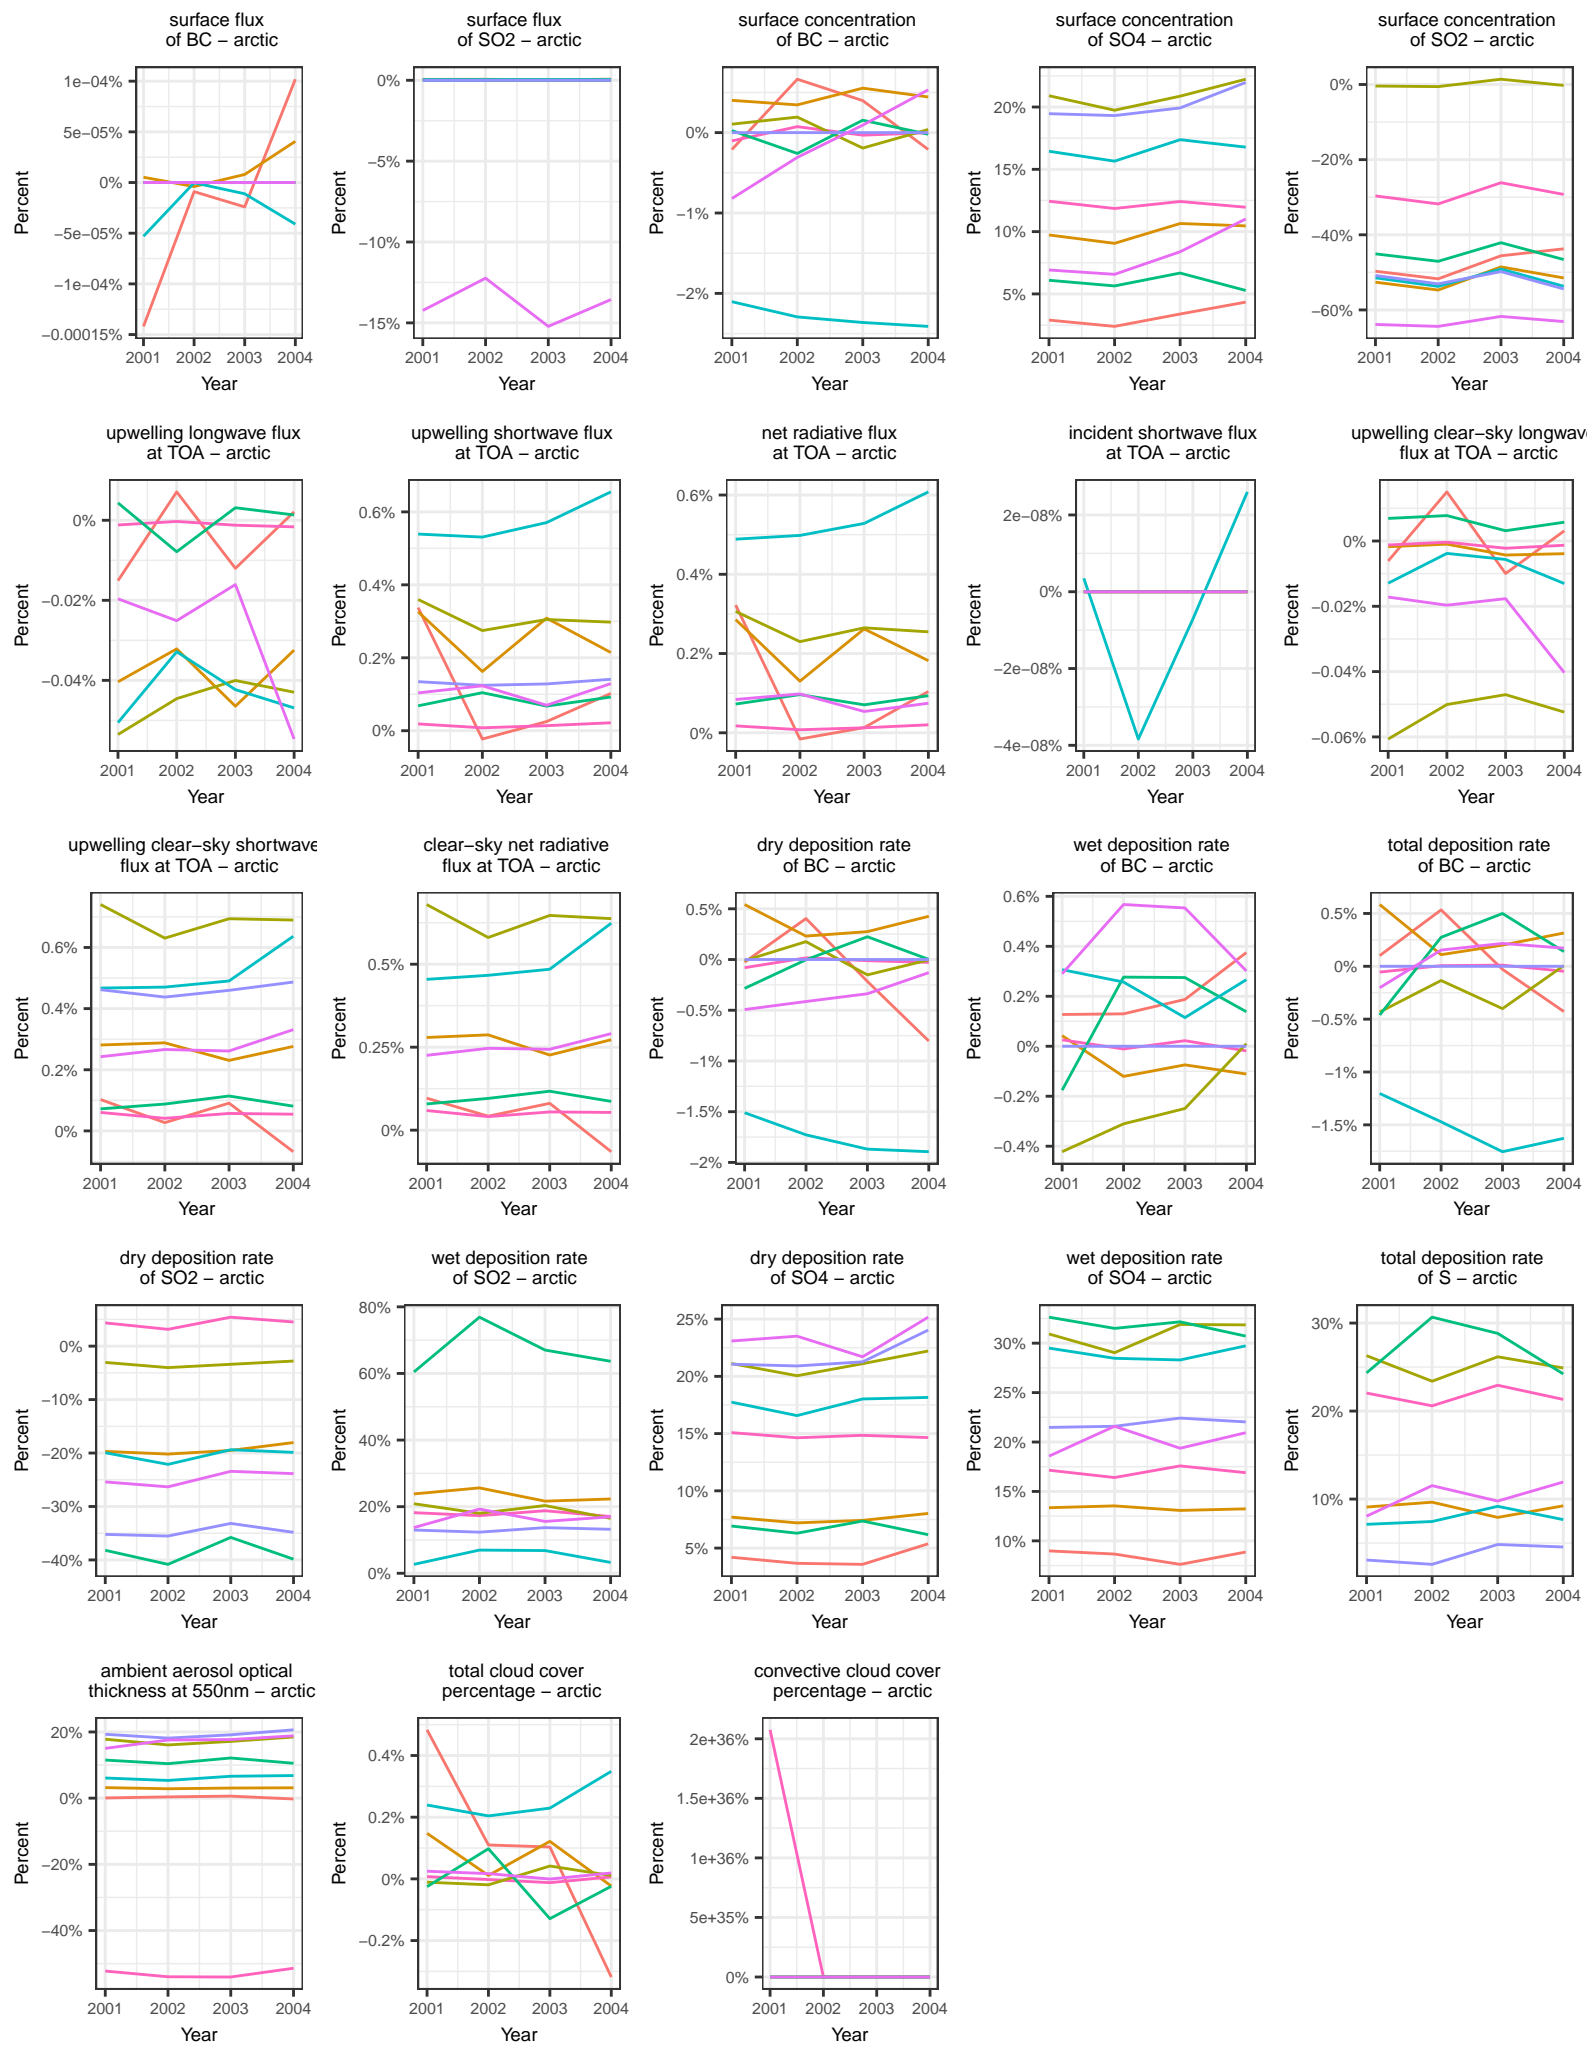 surface flux
of BC − arctic
surface flux
of SO2 − arctic
surface concentration
of BC − arctic
surface concentration
of SO4 − arctic
surface concentration
of SO2 − arctic
Percent
1e−04%
5e−05%
0%
−5e−05%
−1e−04%
−0.00015%
2001 2002 2003 2004
Year
Percent
0%
−5%
−10%
−15%
2001 2002 2003 2004
Year
Percent
0%
−1%
−2%
2001 2002 2003 2004
Year
Percent
20%
15%
10%
5%
2001 2002 2003 2004
Year
Percent
0%
−20%
−40%
−60%
2001 2002 2003 2004
Year
upwelling longwave flux
at TOA − arctic
upwelling shortwave flux
at TOA − arctic
net radiative flux
at TOA − arctic
incident shortwave flux
at TOA − arctic
upwelling clear−sky longwav
flux at TOA − arctic
Percent
0%
−0.02%
−0.04%
2001 2002 2003 2004
Year
Percent
0.6%
0.4%
0.2%
0%
2001 2002 2003 2004
Year
Percent
0.6%
0.4%
0.2%
0%
2001 2002 2003 2004
Year
Percent
2e−08%
0%
−2e−08%
−4e−08%
2001 2002 2003 2004
Year
Percent
0%
−0.02%
−0.04%
−0.06%
2001 2002 2003 2004
Year
upwelling clear−sky shortwave
flux at TOA − arctic
clear−sky net radiative
flux at TOA − arctic
dry deposition rate
of BC − arctic
wet deposition rate
of BC − arctic
total deposition rate
of BC − arctic
Percent
0.6%
0.4%
0.2%
0%
2001 2002 2003 2004
Year
Percent
0.5%
0.25%
0%
2001 2002 2003 2004
Year
Percent
0.5%
0%
−0.5%
−1%
−1.5%
−2%
2001 2002 2003 2004
Year
Percent
0.6%
0.4%
0.2%
0%
−0.2%
−0.4%
2001 2002 2003 2004
Year
Percent
0.5%
0%
−0.5%
−1%
−1.5%
2001 2002 2003 2004
Year
dry deposition rate
of SO2 − arctic
wet deposition rate
of SO2 − arctic
dry deposition rate
of SO4 − arctic
wet deposition rate
of SO4 − arctic
total deposition rate
of S − arctic
Percent
0%
−10%
−20%
−30%
−40%
2001 2002 2003 2004
Year
Percent
80%
60%
40%
20%
0%
2001 2002 2003 2004
Year
Percent
25%
20%
15%
10%
5%
2001 2002 2003 2004
Year
Percent
30%
25%
20%
15%
10%
2001 2002 2003 2004
Year
Percent
30%
20%
10%
2001 2002 2003 2004
Year
ambient aerosol optical
thickness at 550nm − arctic
total cloud cover
percentage − arctic
convective cloud cover
percentage − arctic
Percent
20%
0%
−20%
−40%
2001 2002 2003 2004
Year
Percent
0.4%
0.2%
0%
−0.2%
2001 2002 2003 2004
Year
Percent
2e+36%
1.5e+36%
1e+36%
5e+35%
0%
2001 2002 2003 2004
Year